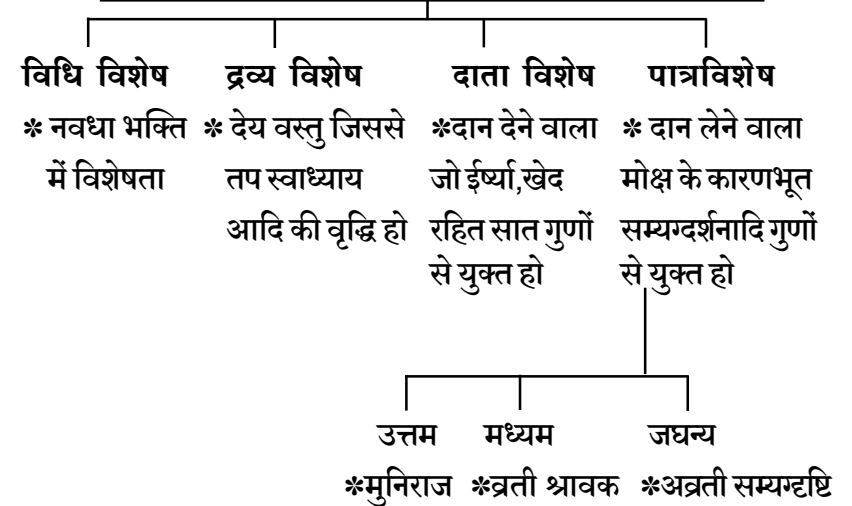 विधि विशेष द्रव्य विशेष दाता विशेष पात्रविशेष
* नवधा भक्ति * देय वस्तु जिससे *दान देने वाला * दान लेने वाला
में विशेषता तप स्वाध्याय जो ईर्ष्या,खेद मोक्ष के कारणभूत
आदि की वृद्धि हो रहित सात गुणों सम्यग्दर्शनादि गुणों
से युक्त हो से युक्त हो
उत्तम मध्यम जघन्य
*मुनिराज *व्रती श्रावक *अव्रती सम्यग्दृष्टि